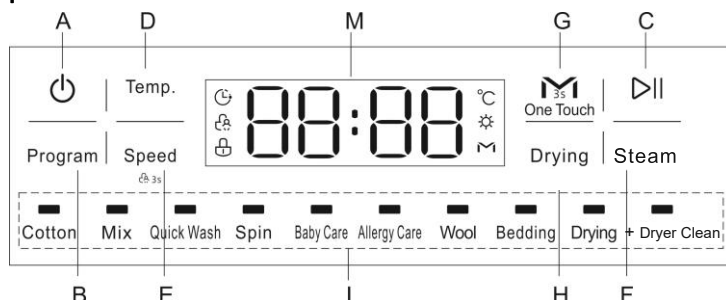 A D M G C
Temp. 88:88 °C 3s
One Touch
Program Speed Drying Steam
3s
Cotton Mix Quick Wash Spin Baby Care Allergy Care Wool Bedding Drying + Dryer Clean
B E I H F